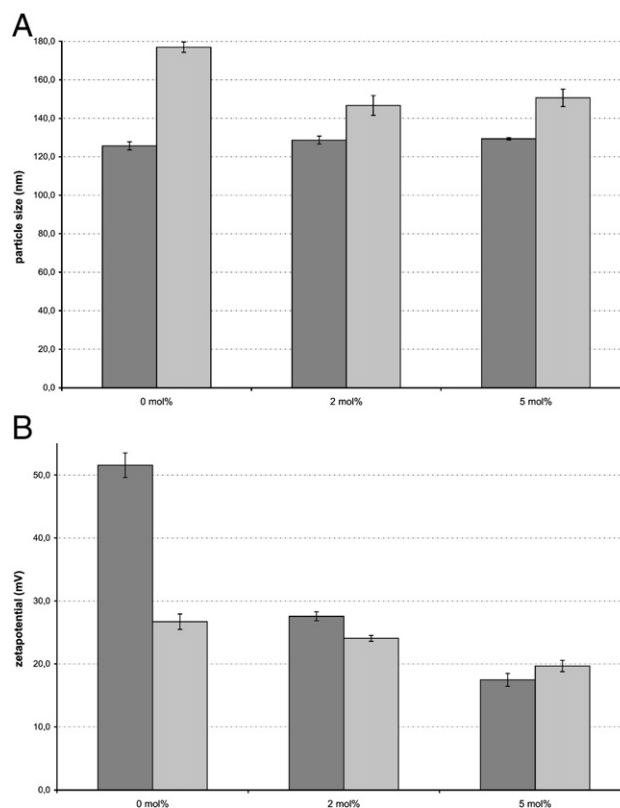 A
180,0
160,0
140,0
120,0
100,0
80,0
60,0
40,0
20,0
0,0
particle size (nm)
0 mol% 2 mol% 5 mol%
B
50,0
40,0
30,0
20,0
10,0
0,0
zetapotential (mV)
0 mol% 2 mol% 5 mol%